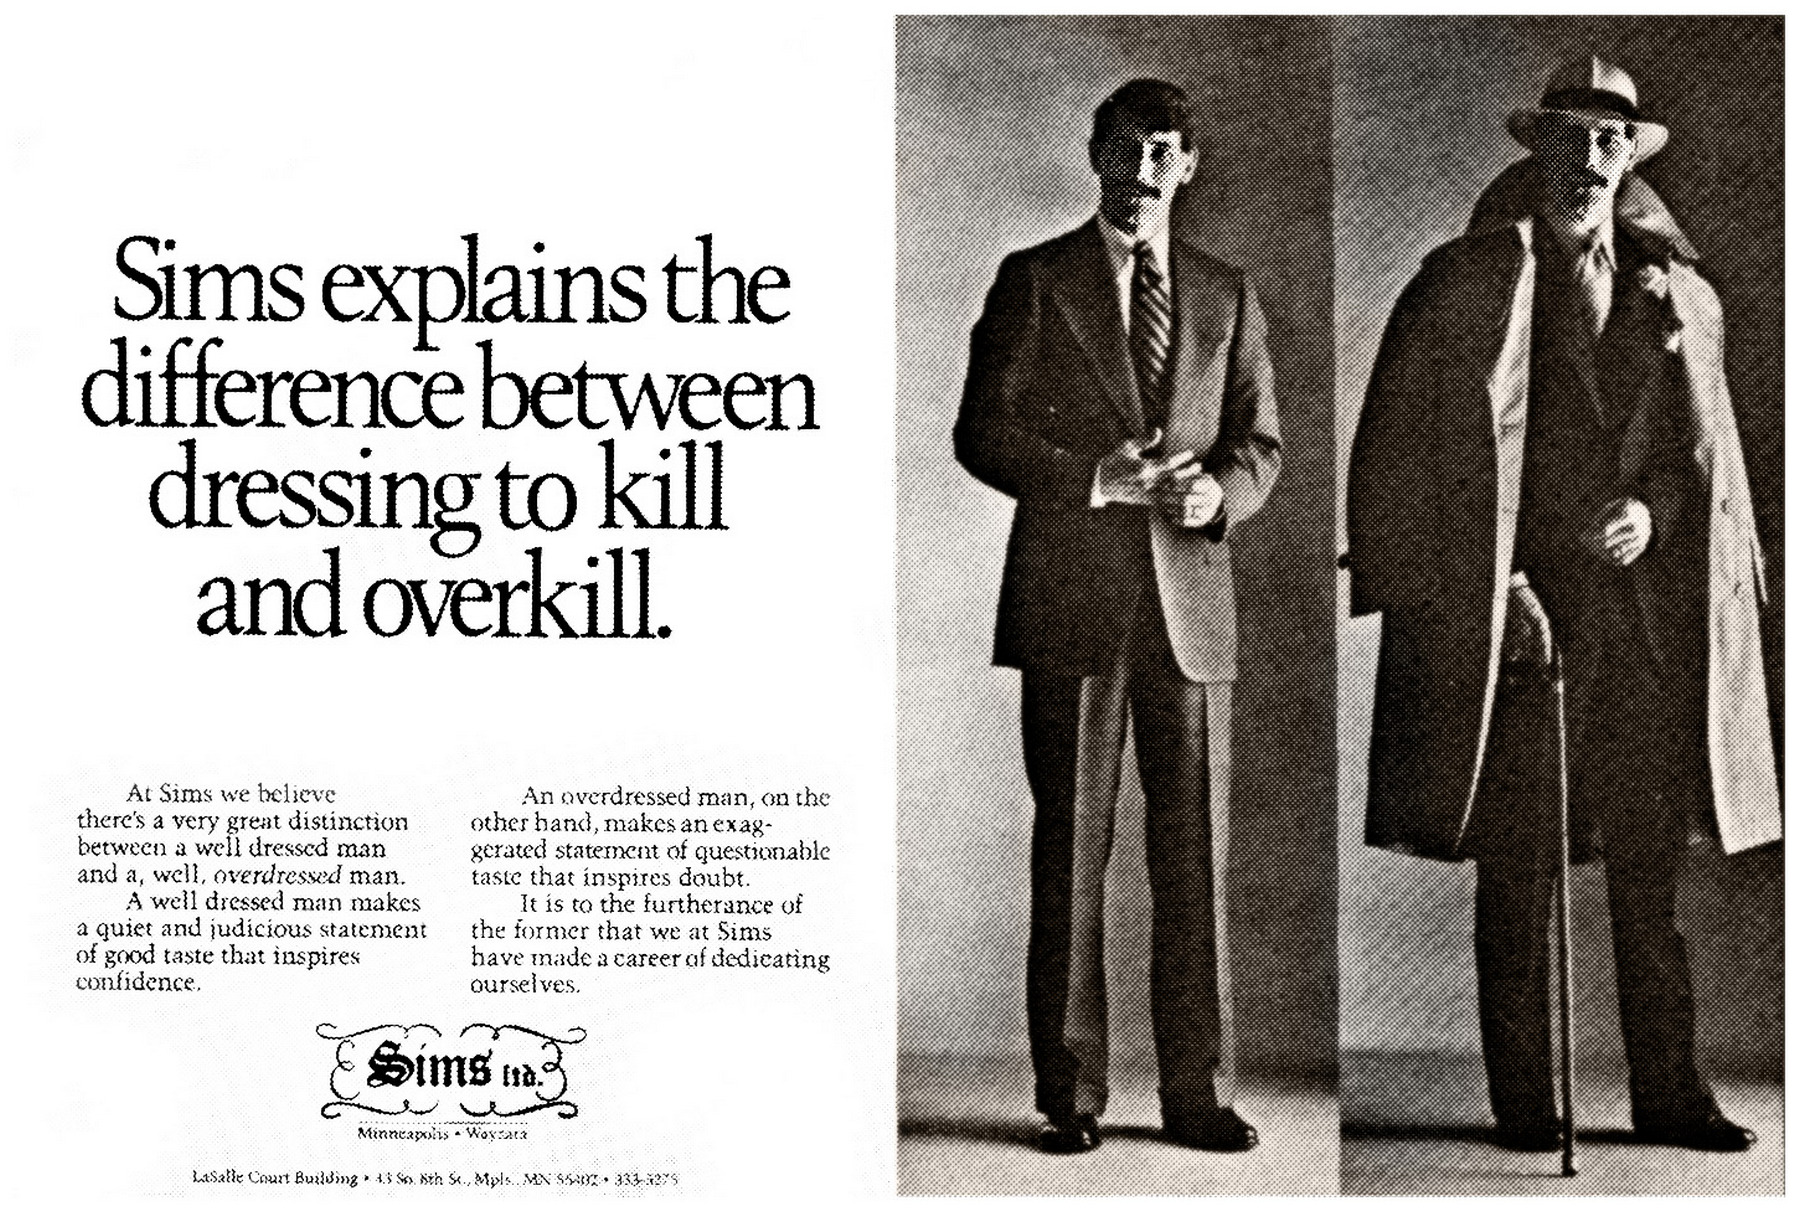 Sims explains the
difference between
dressing to kill
and overkill.
At Sims we believe
there's a very great distinction
between a well dressed man
and a, well, overdressed man.
A well dressed man makes
a quiet and judicious statement
of good taste that inspires
confidence.
An overdressed man, on the
other hand, makes an exag-
gerated statement of questionable
taste that inspires doubt.
It is to the furtherance of
the former that we at Sims
have made a career of dedicating
ourselves.
Sims ltd.
Minneapolis • Wayzata
LaSalle Court Building • So. 8th St., Mpls., MN 55402 •